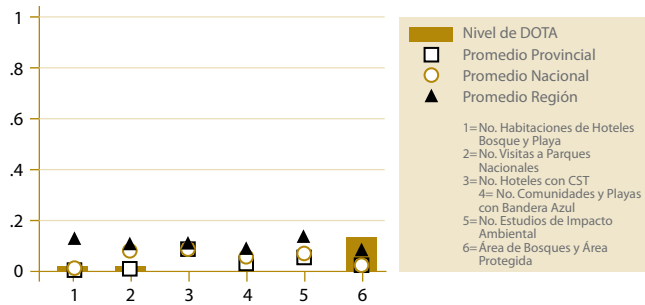 1
.8
.6
.4
.2
0
1 2 3 4 5 6
Nivel de DOTA
Promedio Provincial
Promedio Nacional
Promedio Región
1=No. Habitaciones de Hoteles
Bosque y Playa
2=No. Visitas a Parques
Nacionales
3=No. Hoteles con CST
4= No. Comunidades y Playas
con Bandera Azul
5=No. Estudios de Impacto
Ambiental
6=Área de Bosques y Área
Protegida